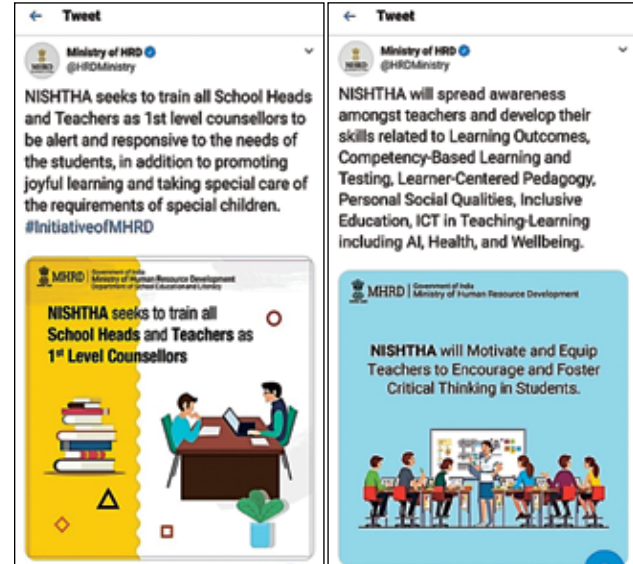 ← Tweet
Ministry of HRD
@HRDMinistry
NISHTHA seeks to train all School Heads
and Teachers as 1st level counsellors to
be alert and responsive to the needs of
the students, in addition to promoting
joyful learning and taking special care of
the requirements of special children.
#InitiativeofMHRD
MHRD | Government of India
Ministry of Human Resource Development
Department of School Education and Literacy
NISHTHA seeks to train all
School Heads and Teachers as
1st Level Counsellors
← Tweet
Ministry of HRD
@HRDMinistry
NISHTHA will spread awareness
amongst teachers and develop their
skills related to Learning Outcomes,
Competency-Based Learning and
Testing, Learner-Centered Pedagogy,
Personal Social Qualities, Inclusive
Education, ICT in Teaching-Learning
including AI, Health, and Wellbeing.
MHRD | Government of India
Ministry of Human Resource Development
NISHTHA will Motivate and Equip
Teachers to Encourage and Foster
Critical Thinking in Students.